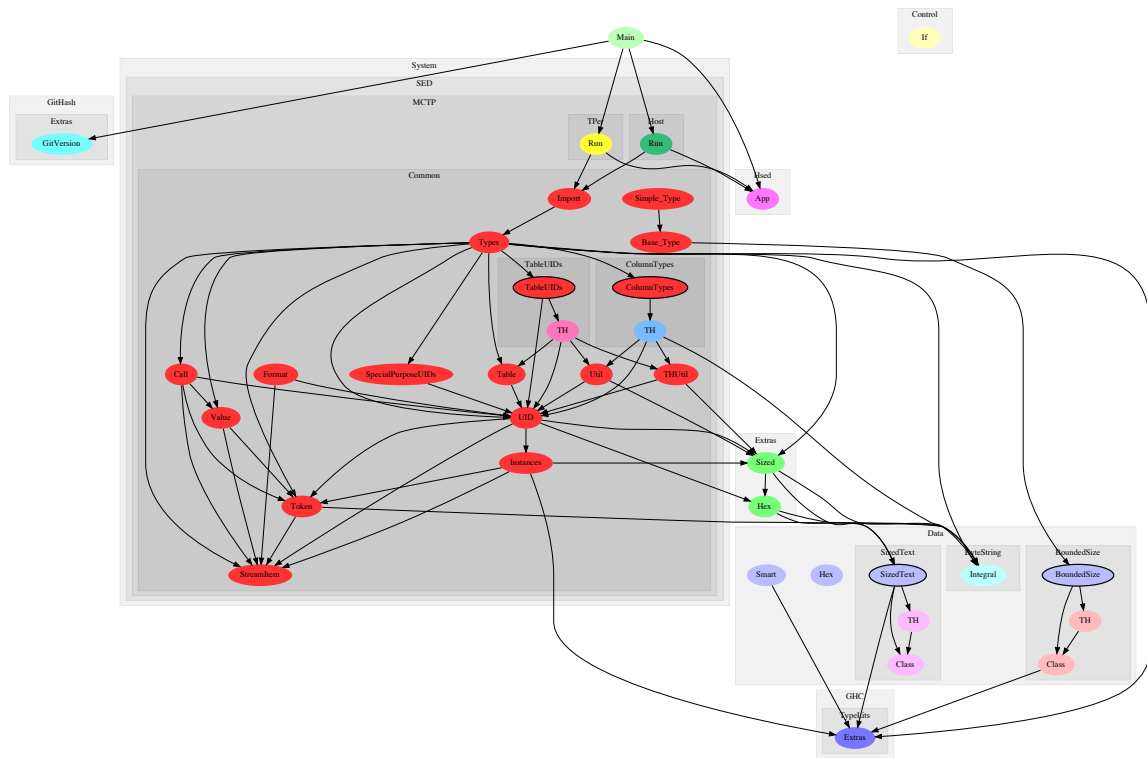 Control
If
Main
System
SED
GitHash
Extras
GitVersion
MCTP
TPer
Run
Host
Run
Common
Hsed
App
Import
Simple_Type
Types
Base_Type
TableUIDs
TableUIDs
TH
ColumnTypes
ColumnTypes
TH
Call
Format
SpecialPurposeUIDs
Table
Util
THUtil
Value
UID
Extras
Sized
Instances
Hex
Token
Data
SizedText
ByteString
BoundedSize
StreamItem
Smart
Hex
SizedText
Integral
BoundedSize
TH
TH
Class
Class
GHC
TypeLits
Extras